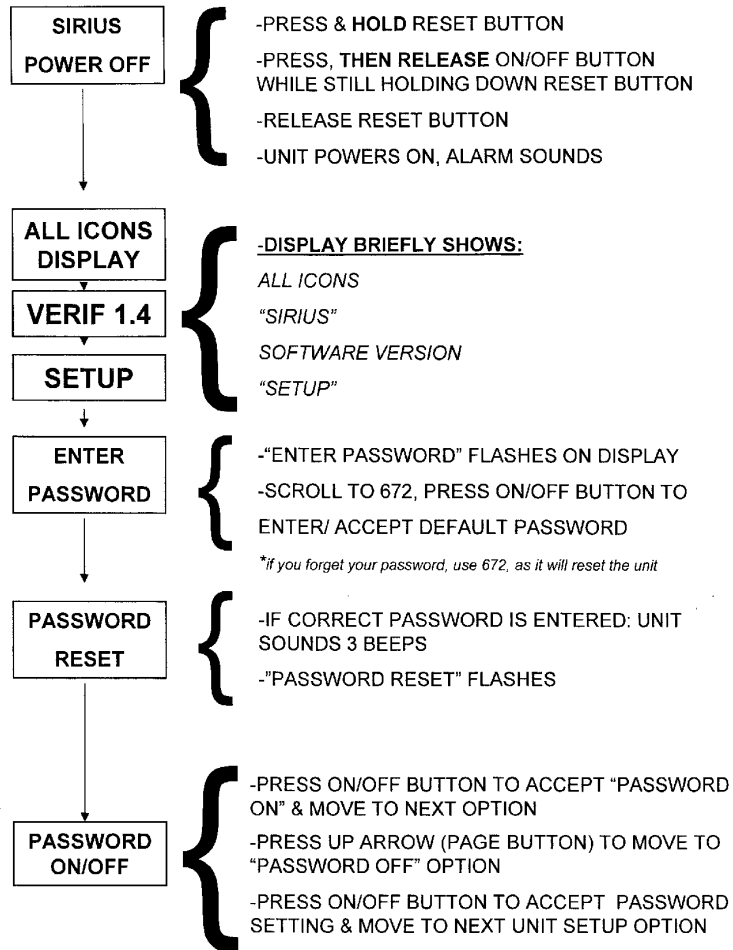 SIRIUS
POWER OFF
-PRESS & HOLD RESET BUTTON
-PRESS, THEN RELEASE ON/OFF BUTTON
WHILE STILL HOLDING DOWN RESET BUTTON
-RELEASE RESET BUTTON
-UNIT POWERS ON, ALARM SOUNDS
ALL ICONS
DISPLAY
VERIF 1.4
SETUP
-DISPLAY BRIEFLY SHOWS:
ALL ICONS
“SIRIUS”
SOFTWARE VERSION
“SETUP”
ENTER
PASSWORD
-“ENTER PASSWORD” FLASHES ON DISPLAY
-SCROLL TO 672, PRESS ON/OFF BUTTON TO
ENTER/ ACCEPT DEFAULT PASSWORD
*if you forget your password, use 672, as it will reset the unit
PASSWORD
RESET
-IF CORRECT PASSWORD IS ENTERED: UNIT
SOUNDS 3 BEEPS
-”PASSWORD RESET” FLASHES
PASSWORD
ON/OFF
-PRESS ON/OFF BUTTON TO ACCEPT “PASSWORD
ON” & MOVE TO NEXT OPTION
-PRESS UP ARROW (PAGE BUTTON) TO MOVE TO
“PASSWORD OFF” OPTION
-PRESS ON/OFF BUTTON TO ACCEPT PASSWORD
SETTING & MOVE TO NEXT UNIT SETUP OPTION